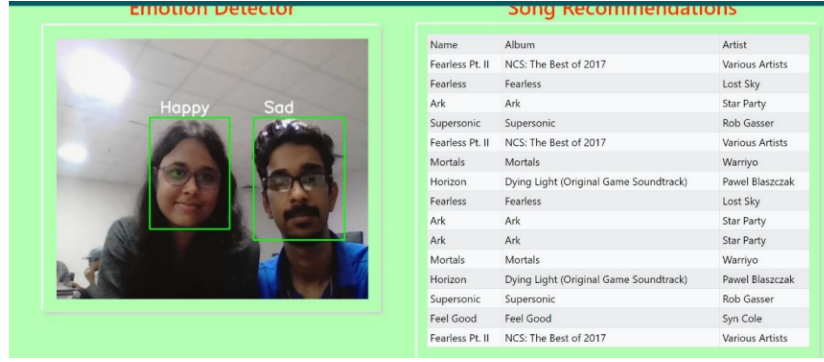 Emotion Detector
Song Recommendations
Happy
Sad
Name Album Artist
Fearless Pt. II NCS: The Best of 2017 Various Artists
Fearless Fearless Lost Sky
Ark Ark Star Party
Supersonic Supersonic Rob Gasser
Fearless Pt. II NCS: The Best of 2017 Various Artists
Mortals Mortals Warriyo
Horizon Dying Light (Original Game Soundtrack) Pawel Blaszczak
Fearless Fearless Lost Sky
Ark Ark Star Party
Ark Ark Star Party
Mortals Mortals Warriyo
Horizon Dying Light (Original Game Soundtrack) Pawel Blaszczak
Supersonic Supersonic Rob Gasser
Feel Good Feel Good Syn Cole
Fearless Pt. II NCS: The Best of 2017 Various Artists